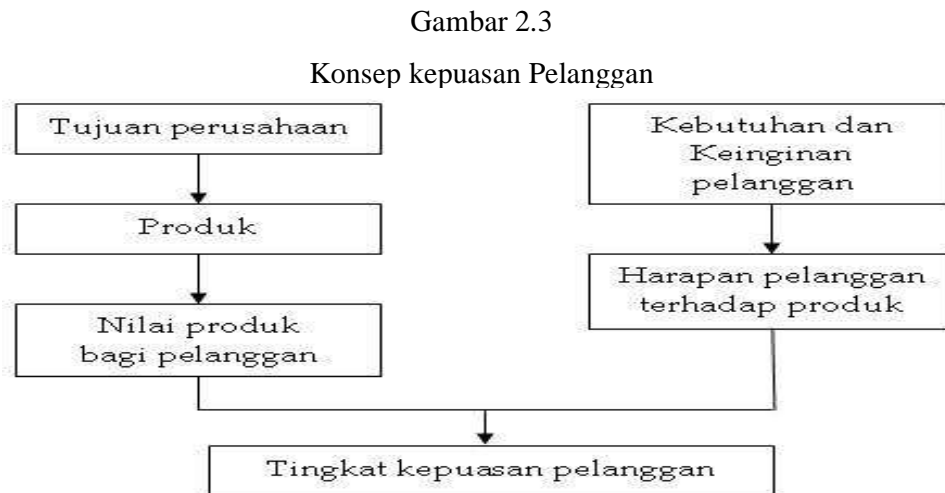 Gambar 2.3
Konsep kepuasan Pelanggan
Tujuan perusahaan
Produk
Nilai produk
bagi pelanggan
Kebutuhan dan
Keinginan
pelanggan
Harapan pelanggan
terhadap produk
Tingkat kepuasan pelanggan